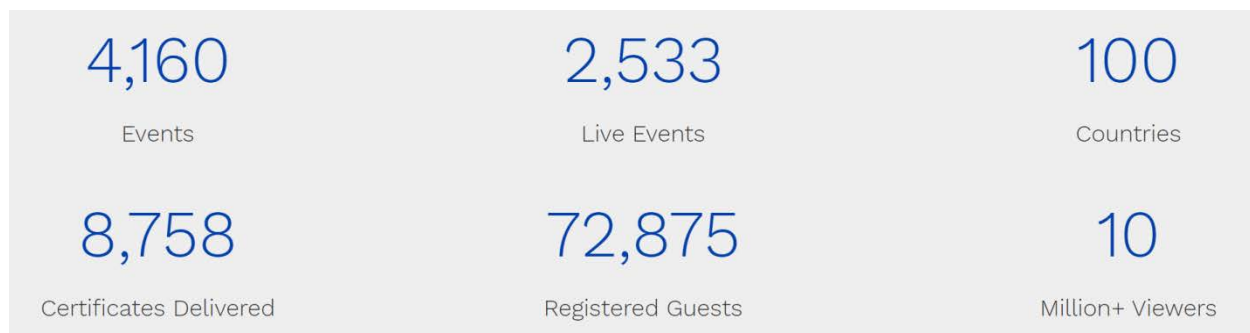 4,160 2,533 100
Events Live Events Countries
8,758 72,875 10
Certificates Delivered Registered Guests Million+ Viewers